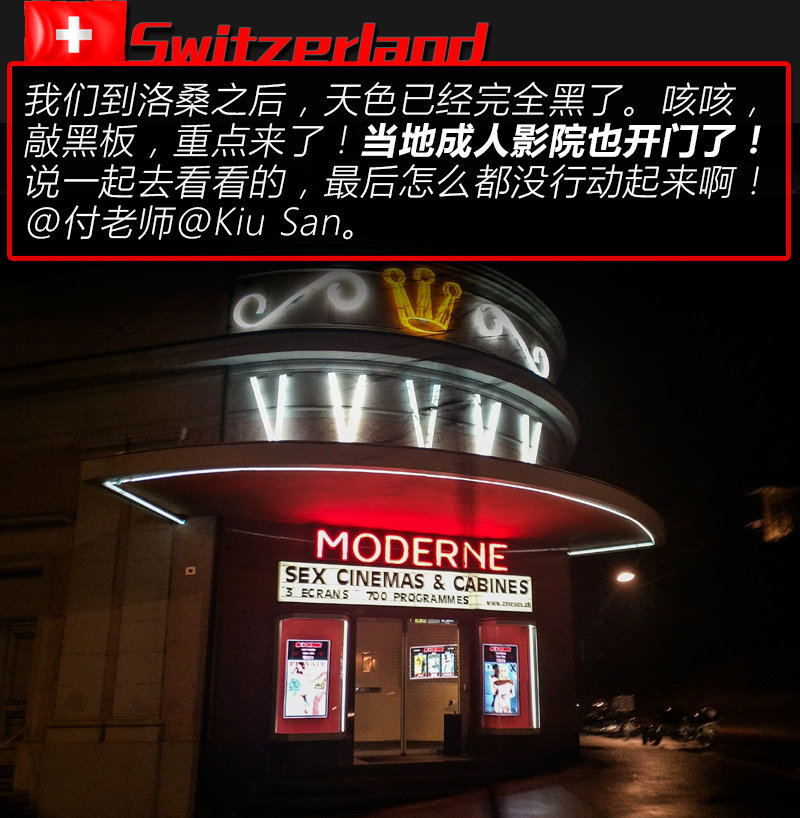 Switzerland
我们到洛桑之后，天色已经完全黑了。咳咳，
敲黑板，重点来了！当地成人影院也开门了！
说一起去看看的，最后怎么都没行动起来啊！
@付老师@Kiu San。
MODERNE
SEX CINEMAS & CABINES
3 ECRANS 700 PROGRAMMES www.cinesex.ch